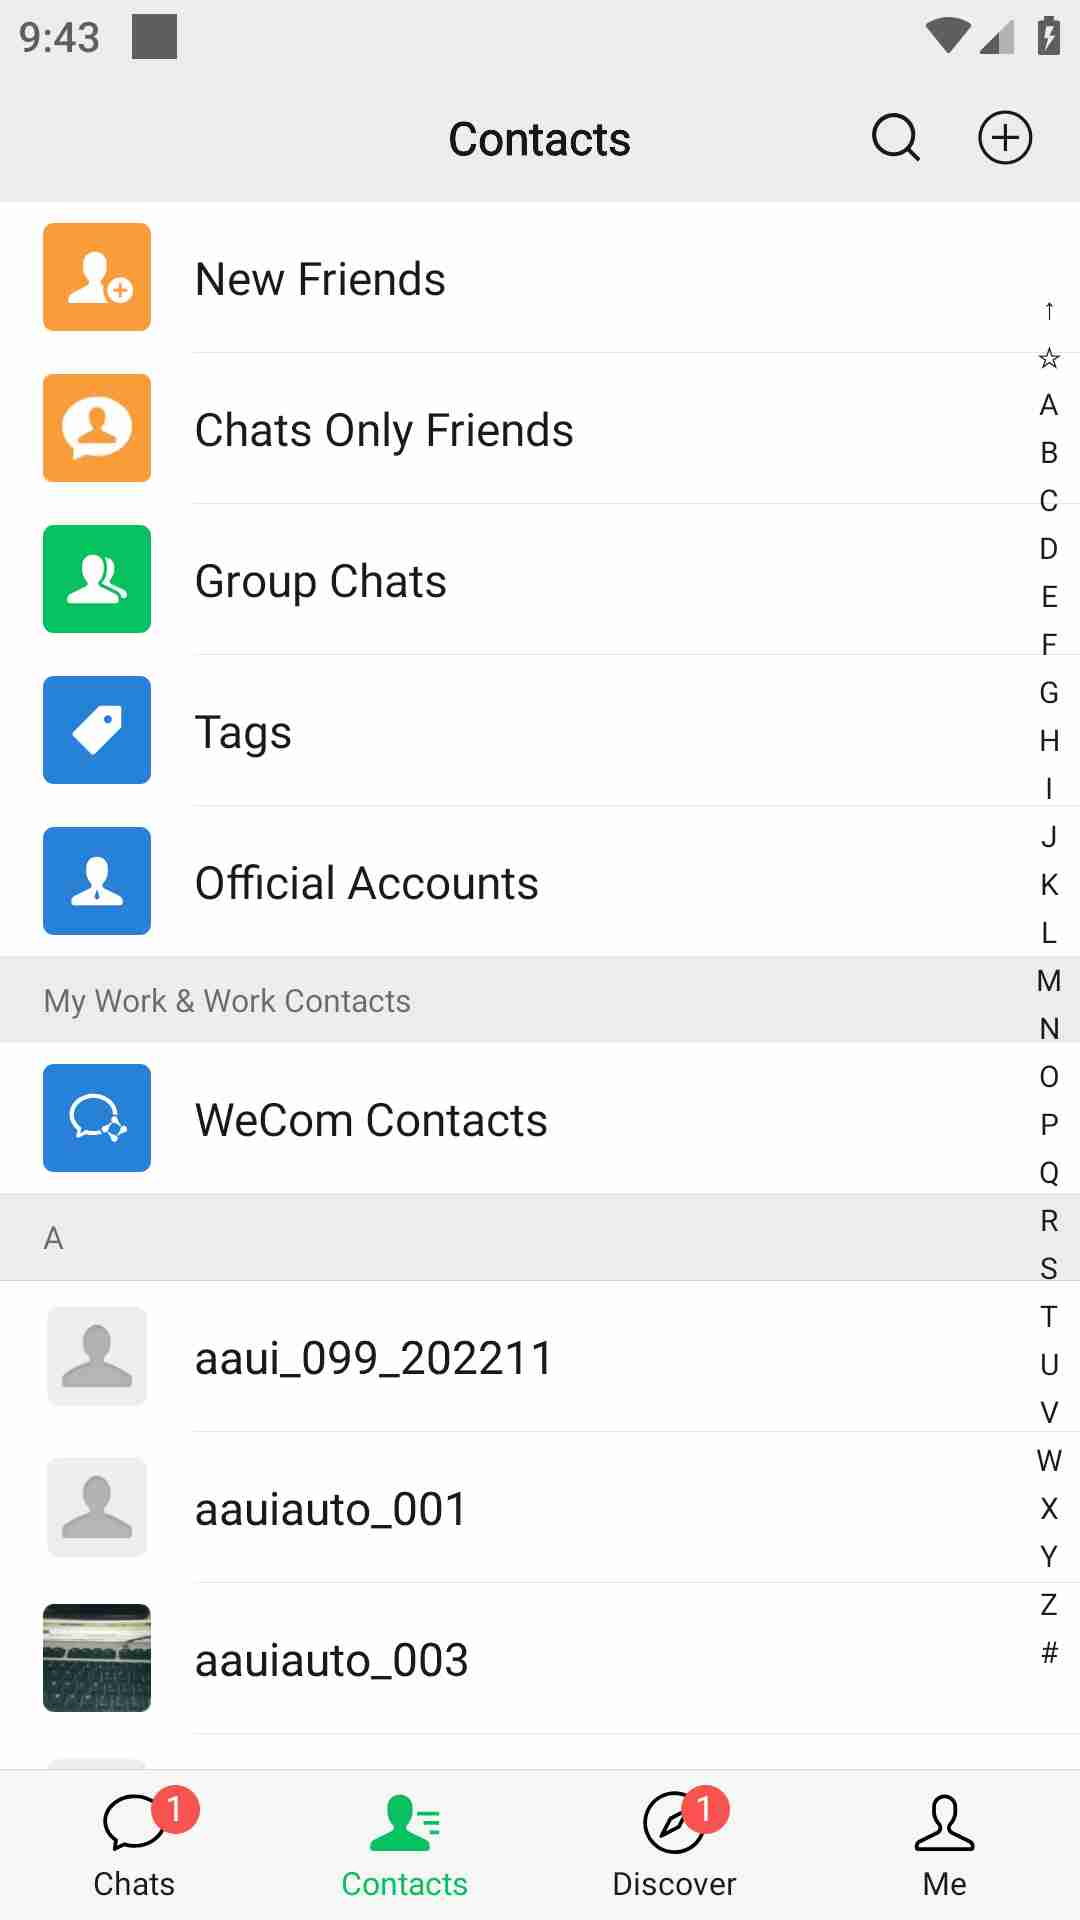 9:43
Contacts
New Friends
Chats Only Friends
Group Chats
Tags
Official Accounts
My Work & Work Contacts
WeCom Contacts
A
aaui_099_202211
aauiauto_001
aauiauto_003
↑
☆
A
B
C
D
E
F
G
H
I
J
K
L
M
N
O
P
Q
R
S
T
U
V
W
X
Y
Z
#
1
1
Chats
Contacts
Discover
Me